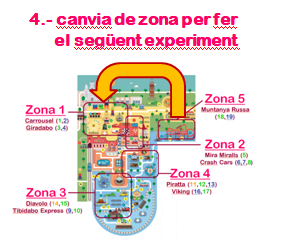 4.- canvia de zona per fer
el següent experiment
Zona 1
Carrousel (1,2)
Giradabo (3,4)
Zona 5
Muntanya Russa
(18,19)
Zona 2
Mira Miralls (5)
Crash Cars (6,7,8)
Zona 4
Piratta (11,12,13)
Viking (16,17)
Zona 3
Diavolo (14,15)
Tibidabo Express (9,10)